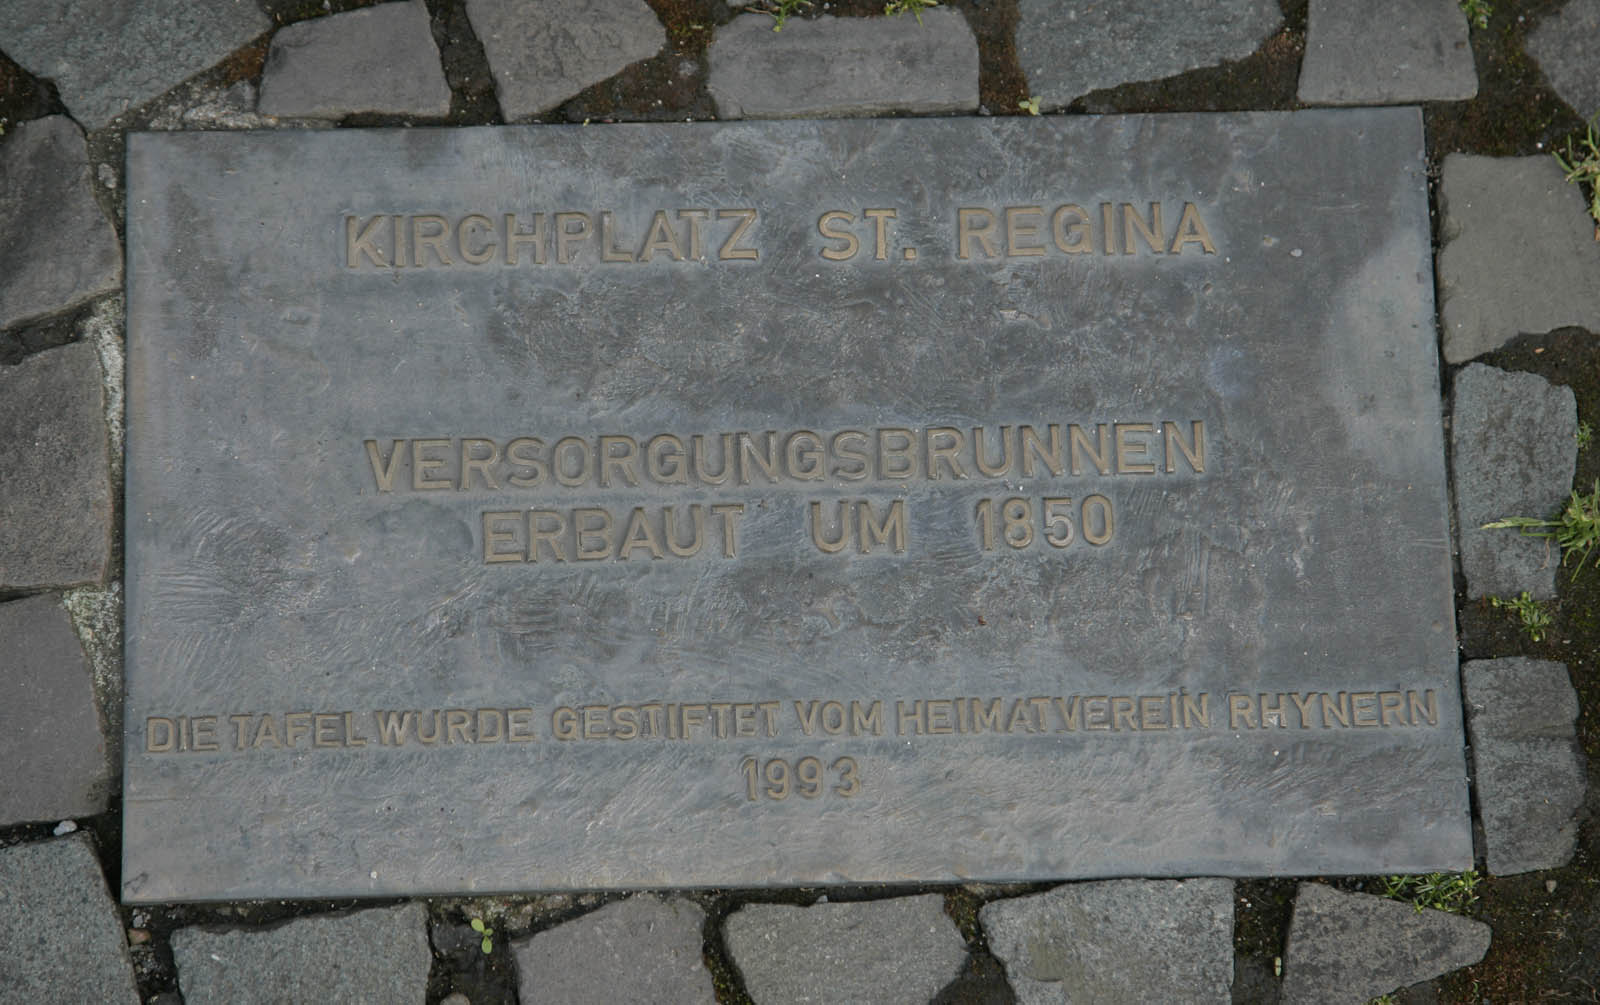 KIRCHPLATZ ST. REGINA
VERSORGUNGSBRUNNEN
ERBAUT UM 1850
DIE TAFEL WURDE GESTIFTET VOM HEIMATVEREIN RHYNERN
1993